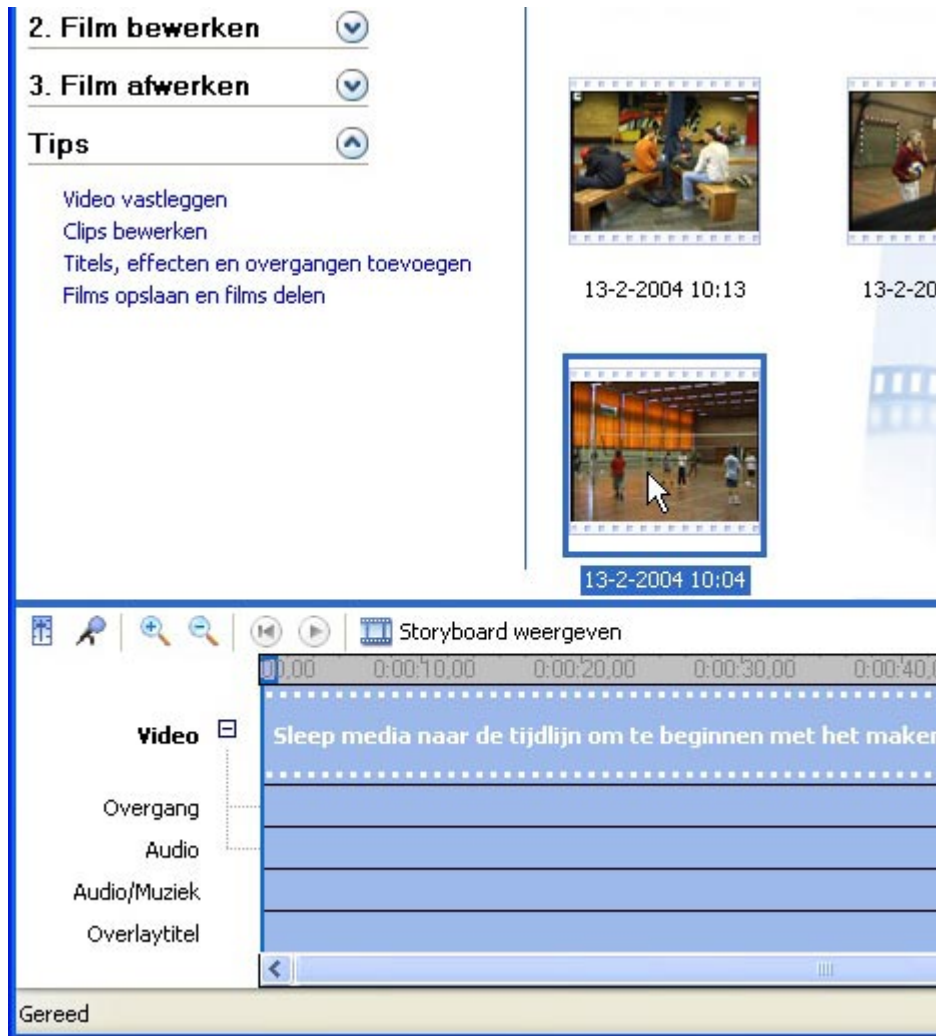 2. Film bewerken
3. Film afwerken
Tips
Video vastleggen
Clips bewerken
Titels, effecten en overgangen toevoegen
Films opslaan en films delen
13-2-2004 10:13
13-2-20
13-2-2004 10:04
Storyboard weergeven
0,00 0:00:10,00 0:00:20,00 0:00:30,00 0:00:40,
Video
Sleep media naar de tijdlijn om te beginnen met het maken
Overgang
Audio
Audio/Muziek
Overlaytitel
Gereed